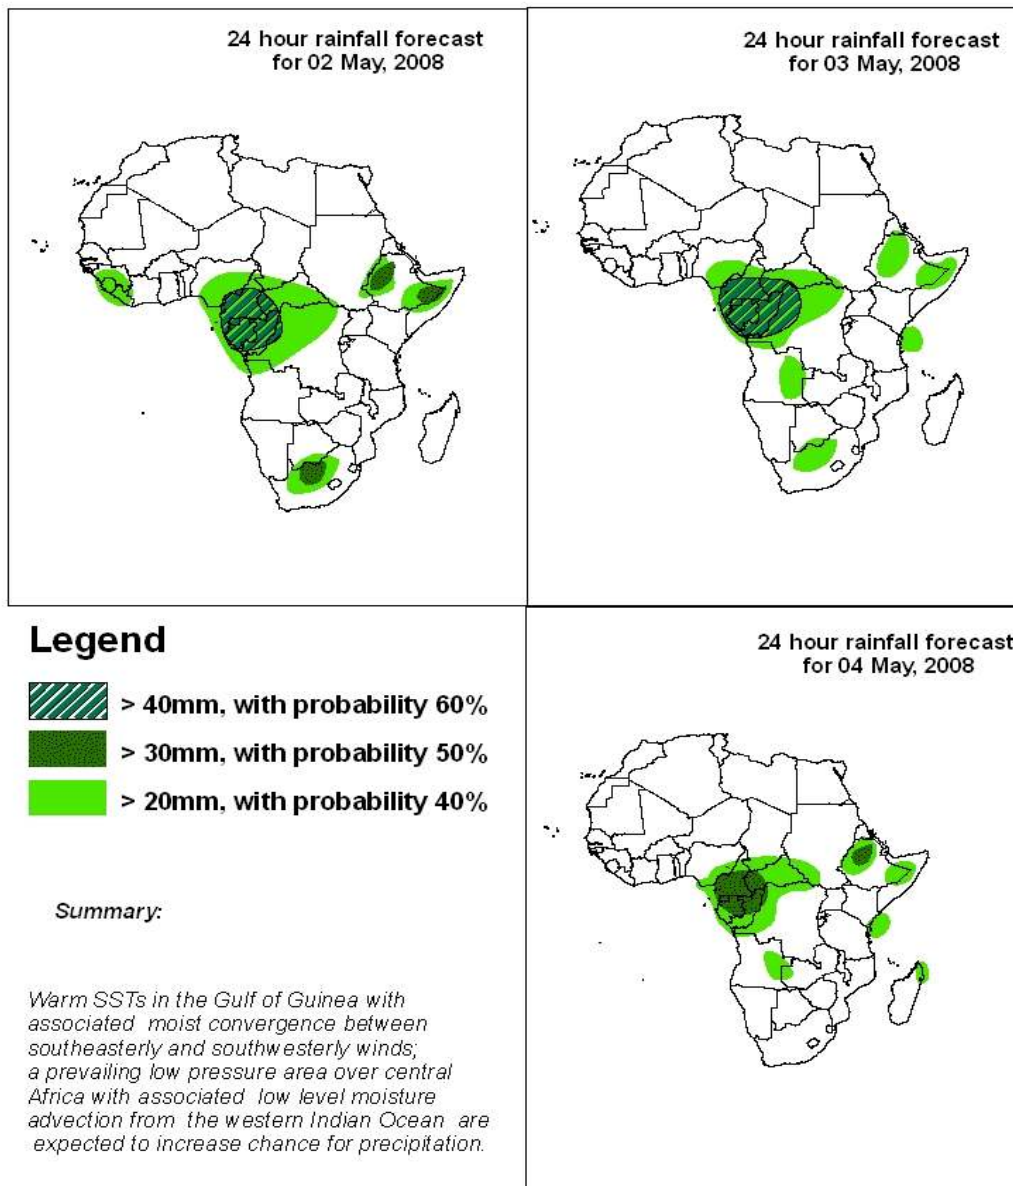 24 hour rainfall forecast
for 02 May, 2008
24 hour rainfall forecast
for 03 May, 2008
Legend
> 40mm, with probability 60%
> 30mm, with probability 50%
> 20mm, with probability 40%
Summary:
Warm SSTs in the Gulf of Guinea with
associated moist convergence between
southeasterly and southwesterly winds;
a prevailing low pressure area over central
Africa with associated low level moisture
advection from the western Indian Ocean are
expected to increase chance for precipitation.
24 hour rainfall forecast
for 04 May, 2008